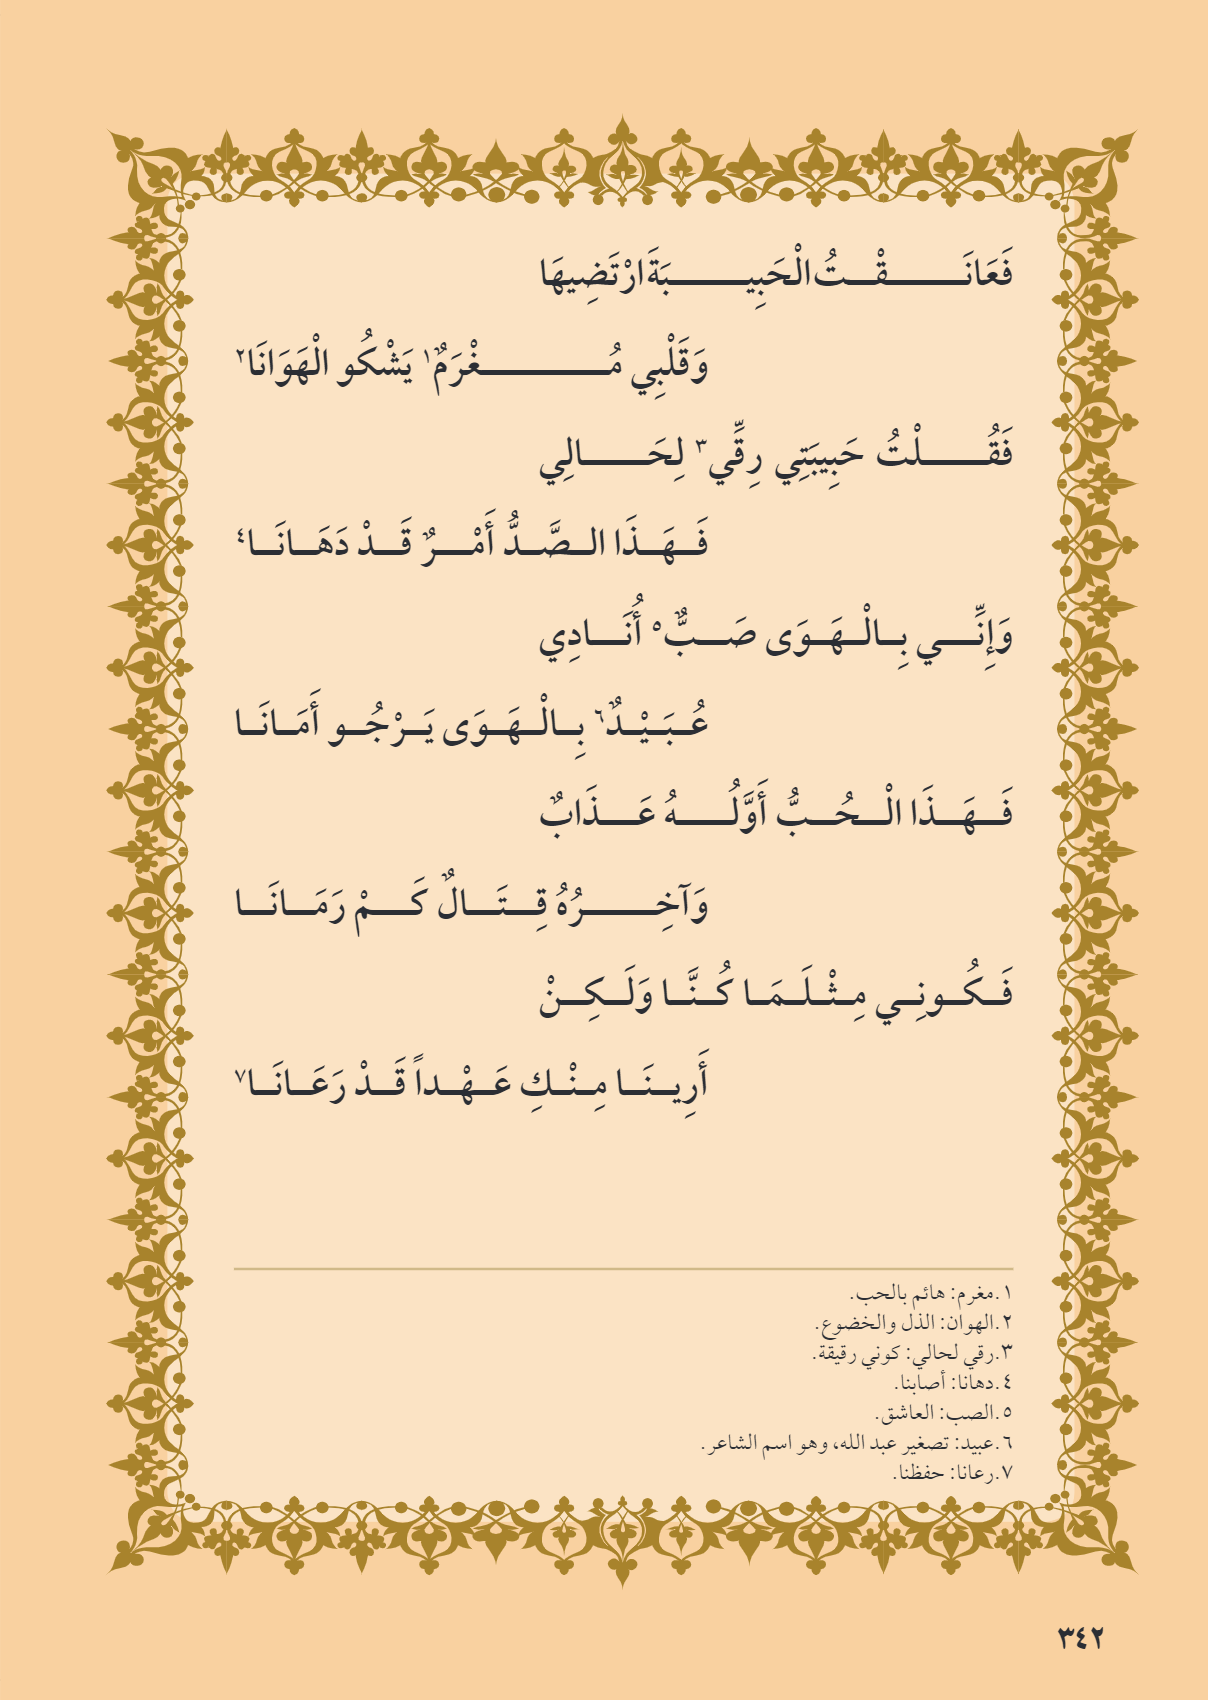 فَعَانَقْتُ الْحَبِيبَةَ ارْتَضِيهَا
وَقَلْبِي مُغْرَمٌ١ يَشْكُو الْهَوَانَا٢
فَقُلْتُ حَبِيبَتِي رِقِّي٣ لِحَالِي
فَهَذَا الصَّدُّ أَمْرٌ قَدْ دَهَانَا٤
وَإِنِّي بِالْهَوَى صَبٌّ٥ أُنَادِي
عُبَيْدٌ٦ بِالْهَوَى يَرْجُو أَمَانَا
فَهَذَا الْحُبُّ أَوَّلُهُ عَذَابٌ
وَآخِرُهُ قِتَالٌ كَمْ رَمَانَا
فَكُونِي مِثْلَمَا كُنَّا وَلَكِنْ
أَرِينَا مِنْكِ عَهْداً قَدْ رَعَانَا٧
١.مغرم: هائم بالحب.
٢.الهوان: الذل والخضوع.
٣.رقي لحالي: كوني رقيقة.
٤.دهانا: أصابنا.
٥.الصب: العاشق.
٦.عبيد: تصغير عبد الله، وهو اسم الشاعر.
٧.رعانا: حفظنا.
٣٤٢